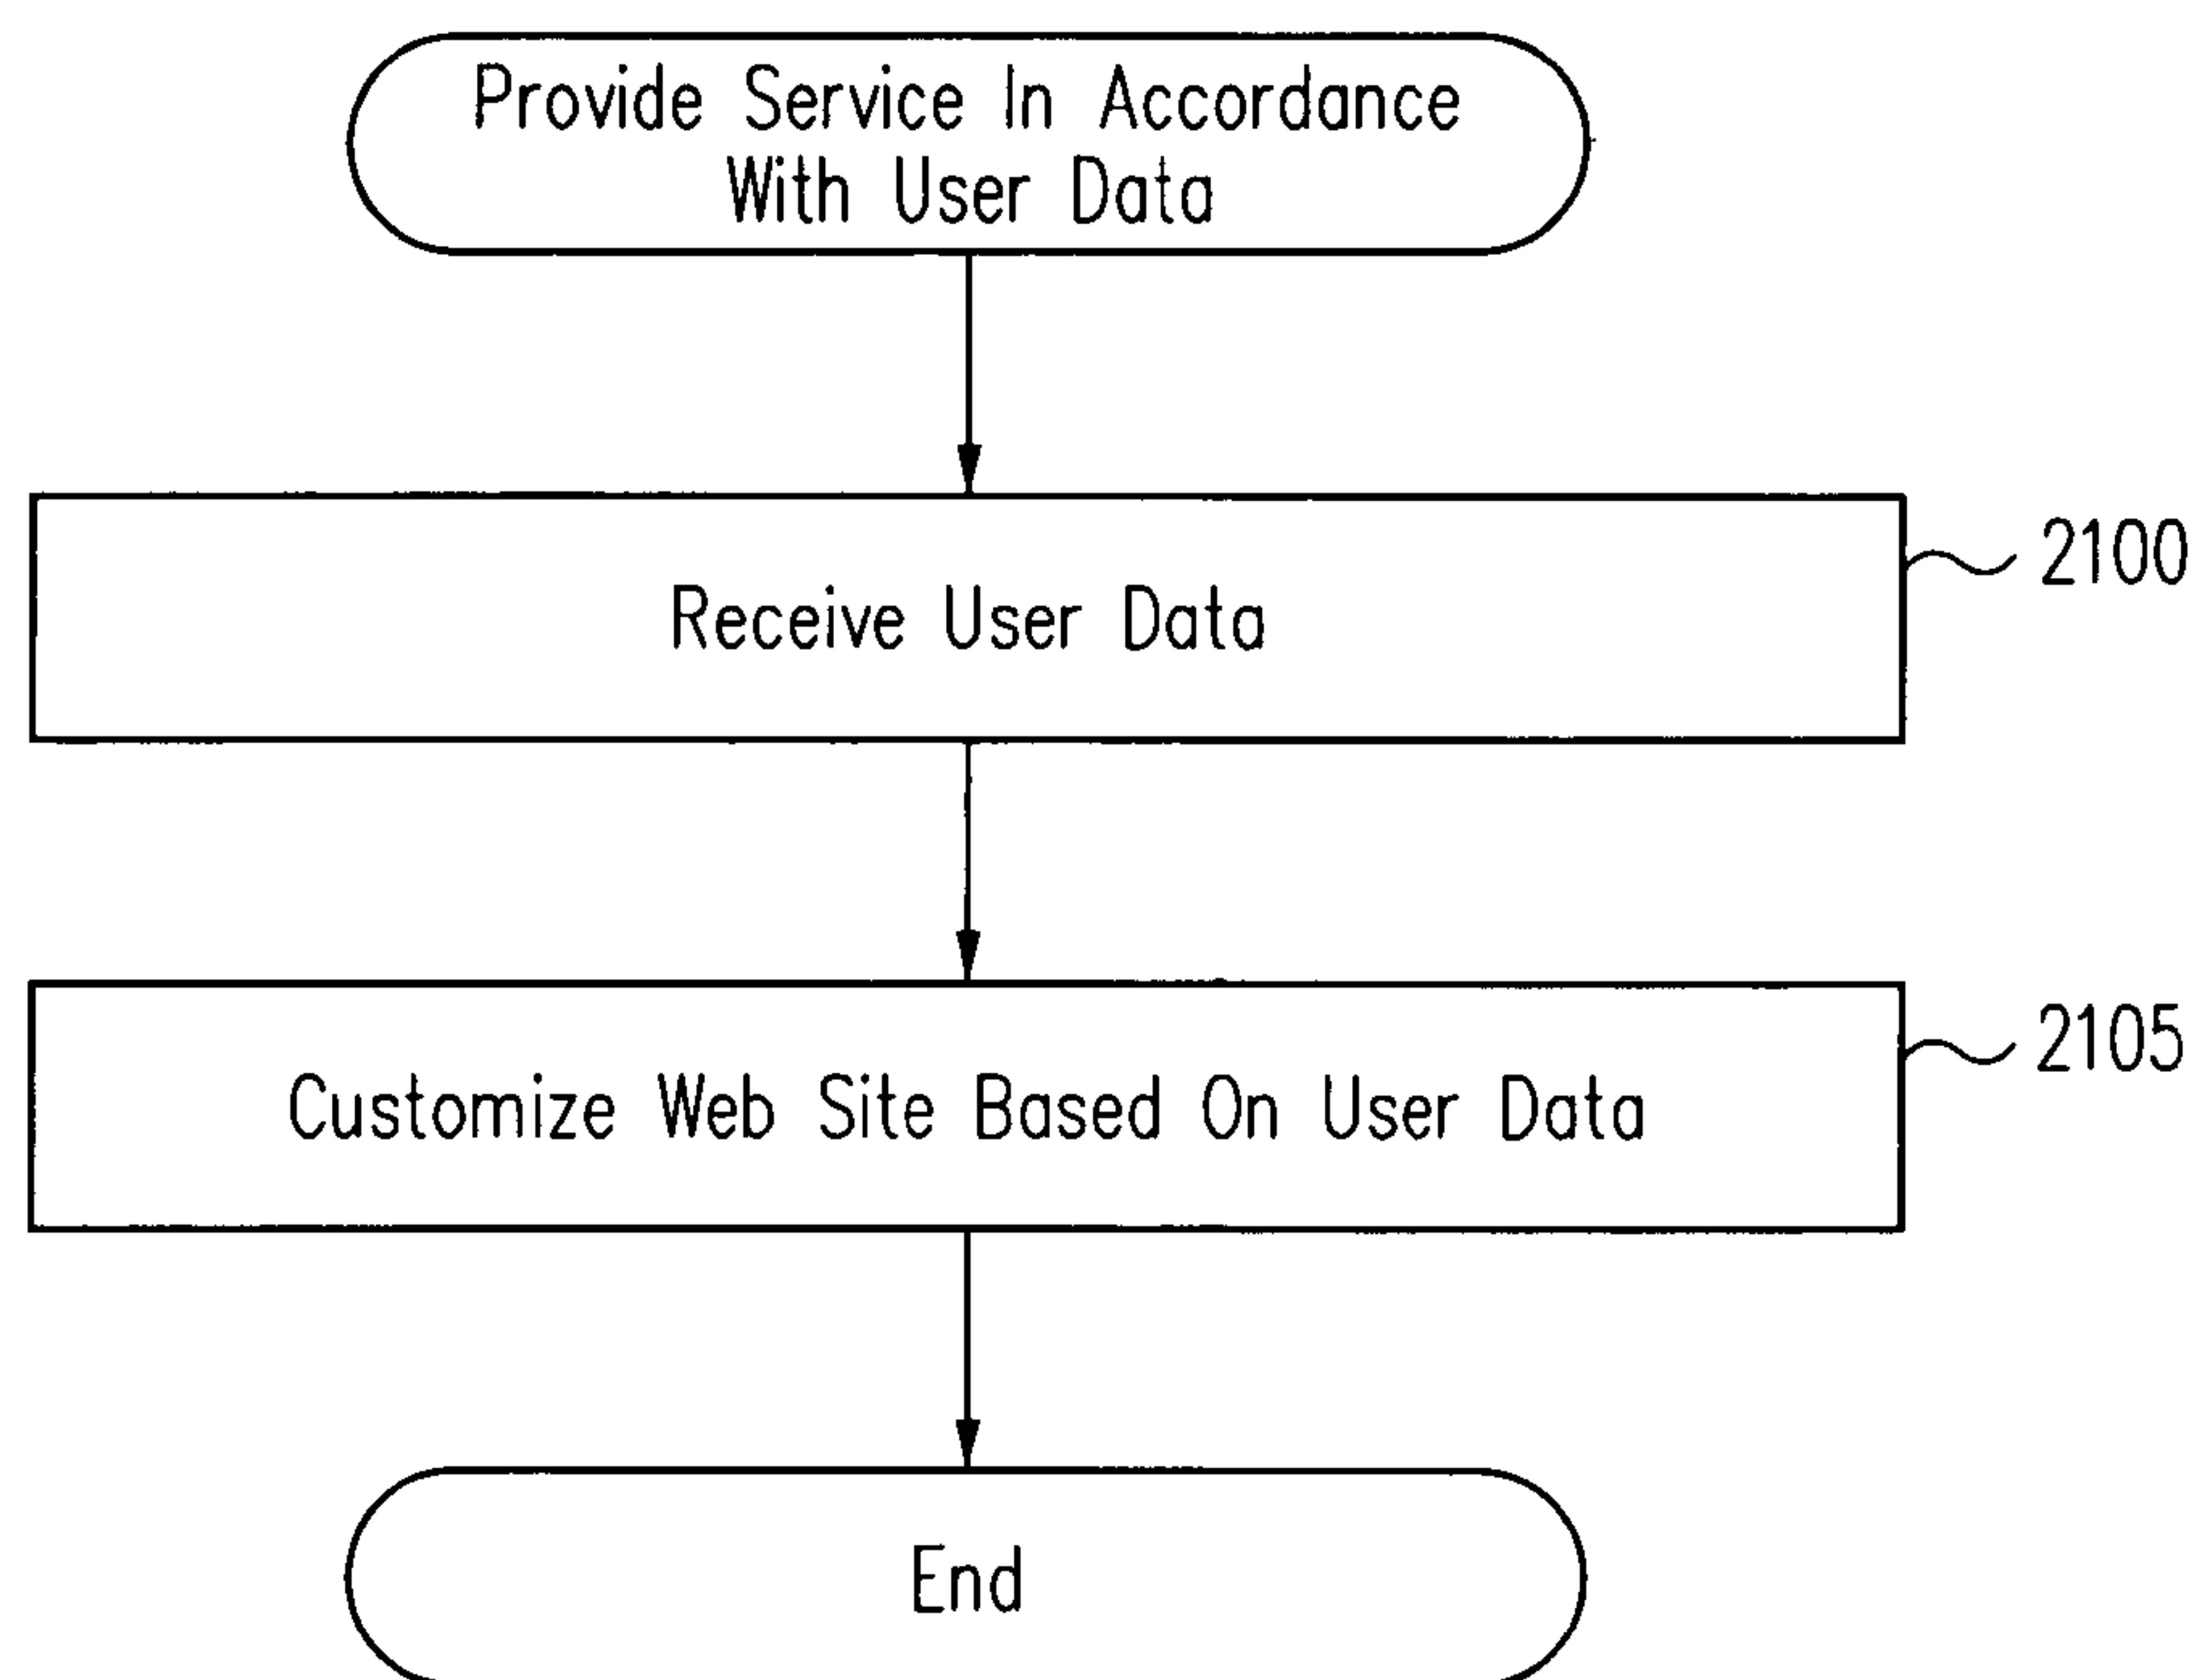 Provide Service In Accordance
With User Data
Receive User Data
2100
Customize Web Site Based On User Data
2105
End